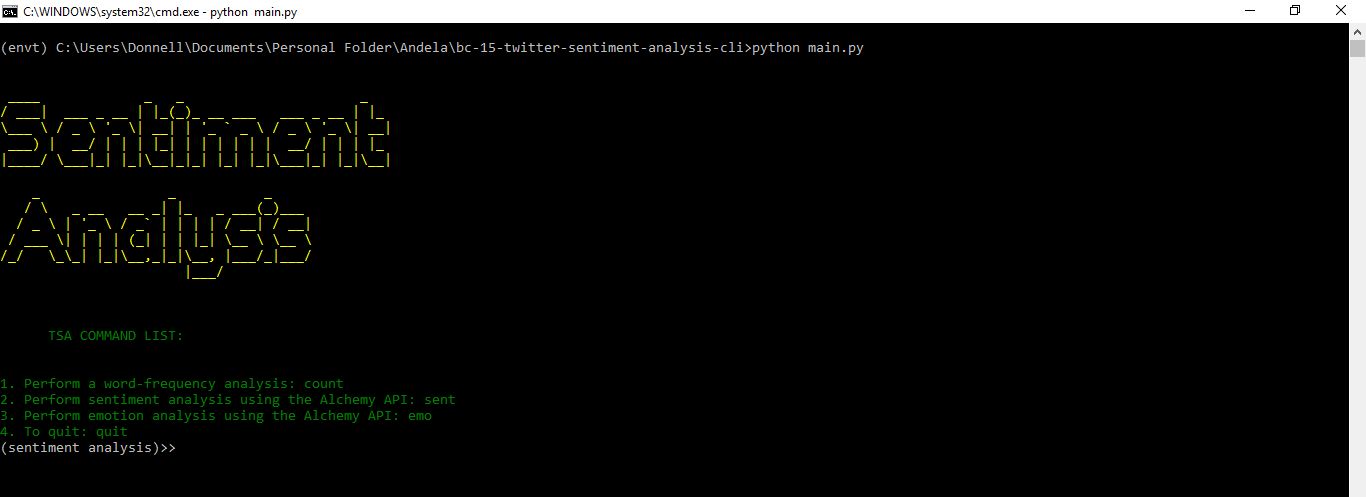 C:\WINDOWS\system32\cmd.exe - python  main.py
(envt) C:\Users\Donnell\Documents\Personal Folder\Andela\bc-15-twitter-sentiment-analysis-cli>python main.py
Sentiment
Analysis
TSA COMMAND LIST:
1. Perform a word-frequency analysis: count
2. Perform sentiment analysis using the Alchemy API: sent
3. Perform emotion analysis using the Alchemy API: emo
4. To quit: quit
(sentiment analysis)>>